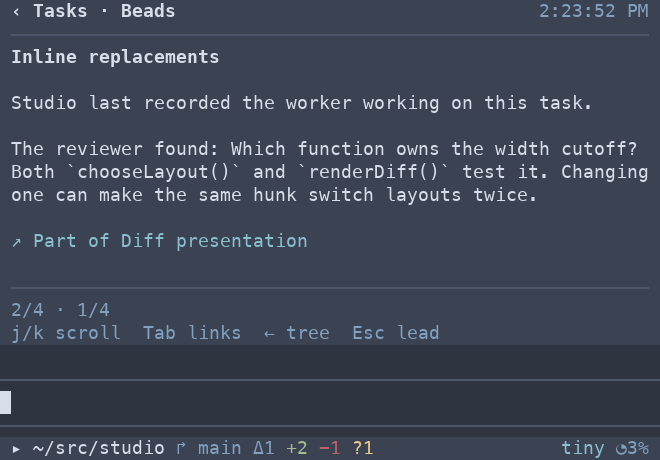 ‹ Tasks · Beads 2:23:52 PM
Inline replacements
Studio last recorded the worker working on this task.
The reviewer found: Which function owns the width cutoff?
Both `chooseLayout()` and `renderDiff()` test it. Changing
one can make the same hunk switch layouts twice.
↗ Part of Diff presentation
2/4 · 1/4
j/k scroll  Tab links  ← tree  Esc lead
▸ ~/src/studio ↱ main Δ1 +2 −1 ?1 tiny ◔3%